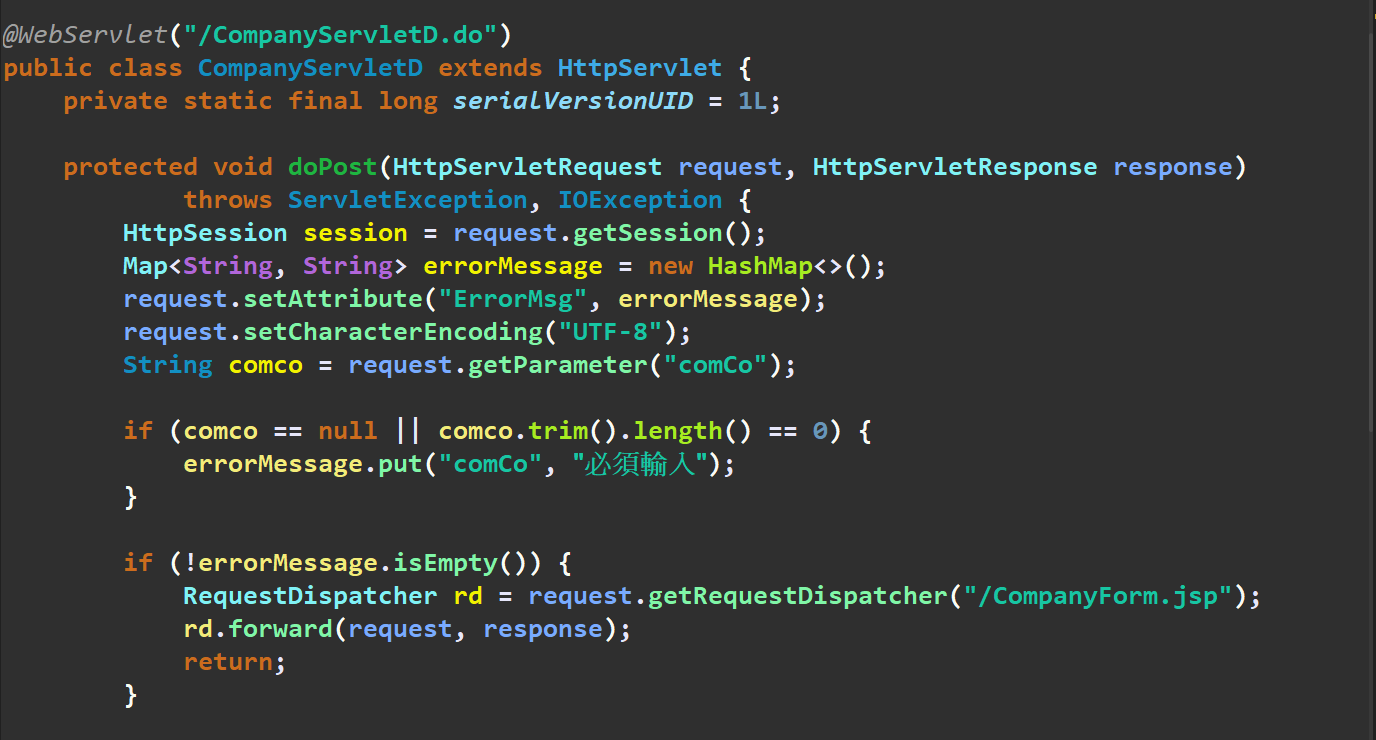 @WebServlet("/CompanyServletD.do")
public class CompanyServletD extends HttpServlet {
    private static final long serialVersionUID = 1L;

    protected void doPost(HttpServletRequest request, HttpServletResponse response)
            throws ServletException, IOException {
        HttpSession session = request.getSession();
        Map<String, String> errorMessage = new HashMap<>();
        request.setAttribute("ErrorMsg", errorMessage);
        request.setCharacterEncoding("UTF-8");
        String comco = request.getParameter("comCo");

        if (comco == null || comco.trim().length() == 0) {
            errorMessage.put("comCo", "必須輸入");
        }

        if (!errorMessage.isEmpty()) {
            RequestDispatcher rd = request.getRequestDispatcher("/CompanyForm.jsp");
            rd.forward(request, response);
            return;
        }